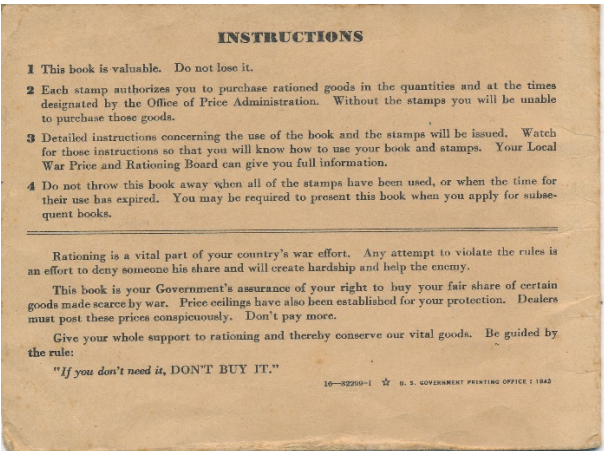 INSTRUCTIONS
1 This book is valuable. Do not lose it.
2 Each stamp authorizes you to purchase rationed goods in the quantities and at the times
designated by the Office of Price Administration. Without the stamps you will be unable
to purchase those goods.
3 Detailed instructions concerning the use of the book and the stamps will be issued. Watch
for those instructions so that you will know how to use your book and stamps. Your Local
War Price and Rationing Board can give you full information.
4 Do not throw this book away when all of the stamps have been used, or when the time for
their use has expired. You may be required to present this book when you apply for subse-
quent books.
Rationing is a vital part of your country's war effort. Any attempt to violate the rules is
an effort to deny someone his share and will create hardship and help the enemy.
This book is your Government's assurance of your right to buy your fair share of certain
goods made scarce by war. Price ceilings have also been established for your protection. Dealers
must post these prices conspicuously. Don't pay more.
Give your whole support to rationing and thereby conserve our vital goods. Be guided by
the rule:
"If you don't need it, DON'T BUY IT."
16—32299-1 ☆ U. S. GOVERNMENT PRINTING OFFICE : 1943